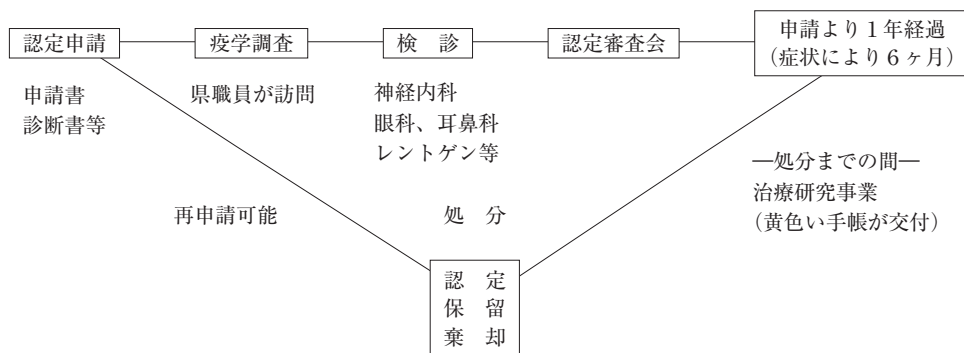 認定申請
疫学調査
検 診
認定審査会
申請より1年経過
(症状により6ヶ月)
申請書
診断書等
県職員が訪問
神経内科
眼科、耳鼻科
レントゲン等
―処分までの間―
治療研究事業
(黄色い手帳が交付)
再申請可能
処 分
認 定
保 留
棄 却